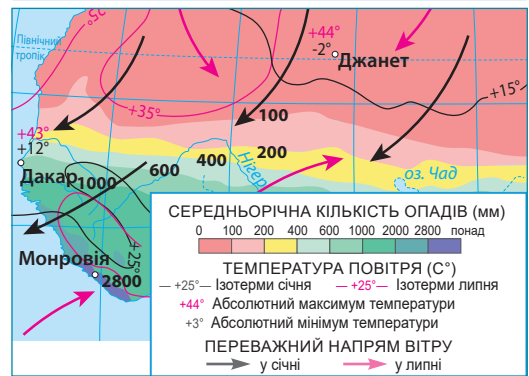 +35°
Північний
тропік
+44°
-2°
Джанет
+15°
+35°
100
+43°
+12°
200
400
600
Нігер
оз. Чад
Дакар
1000
+25°
Монровія
2800
СЕРЕДНЬОРІЧНА КІЛЬКІСТЬ ОПАДІВ (мм)
0 100 200 400 600 1000 2000 2800 понад
ТЕМПЕРАТУРА ПОВІТРЯ (С°)
— +25°— Ізотерми січня — +25°— Ізотерми липня
+44° Абсолютний максимум температури
+3° Абсолютний мінімум температури
ПЕРЕВАЖНИЙ НАПРЯМ ВІТРУ
у січні у липні